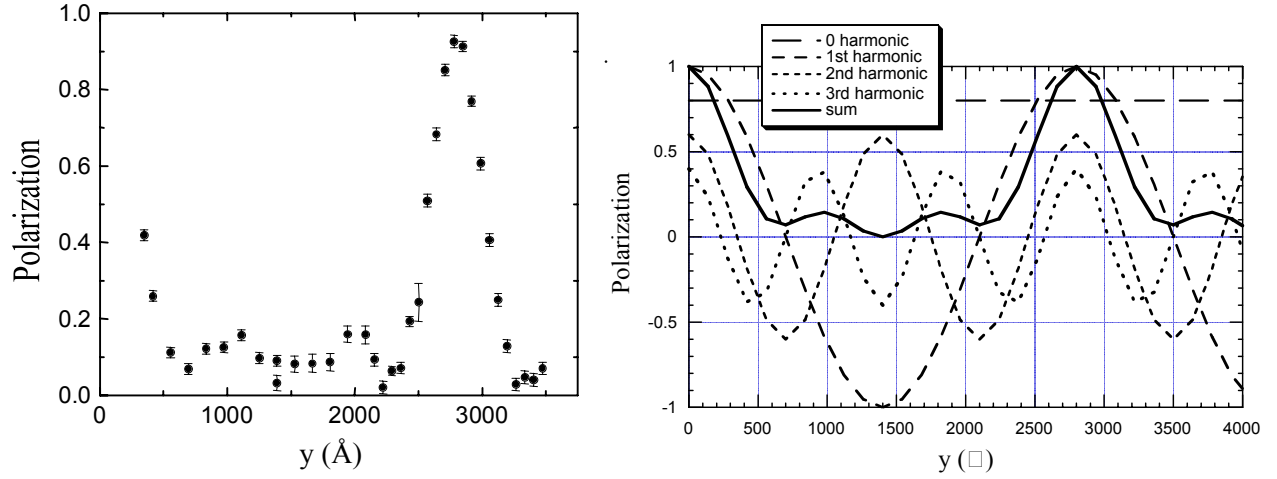 1.0
0.8
0.6
0.4
0.2
0.0
Polarization
0 1000 2000 3000
y (Å)
0 harmonic
1st harmonic
2nd harmonic
3rd harmonic
sum
1
0.5
0
-0.5
-1
Polarization
0 500 1000 1500 2000 2500 3000 3500 4000
y (□)